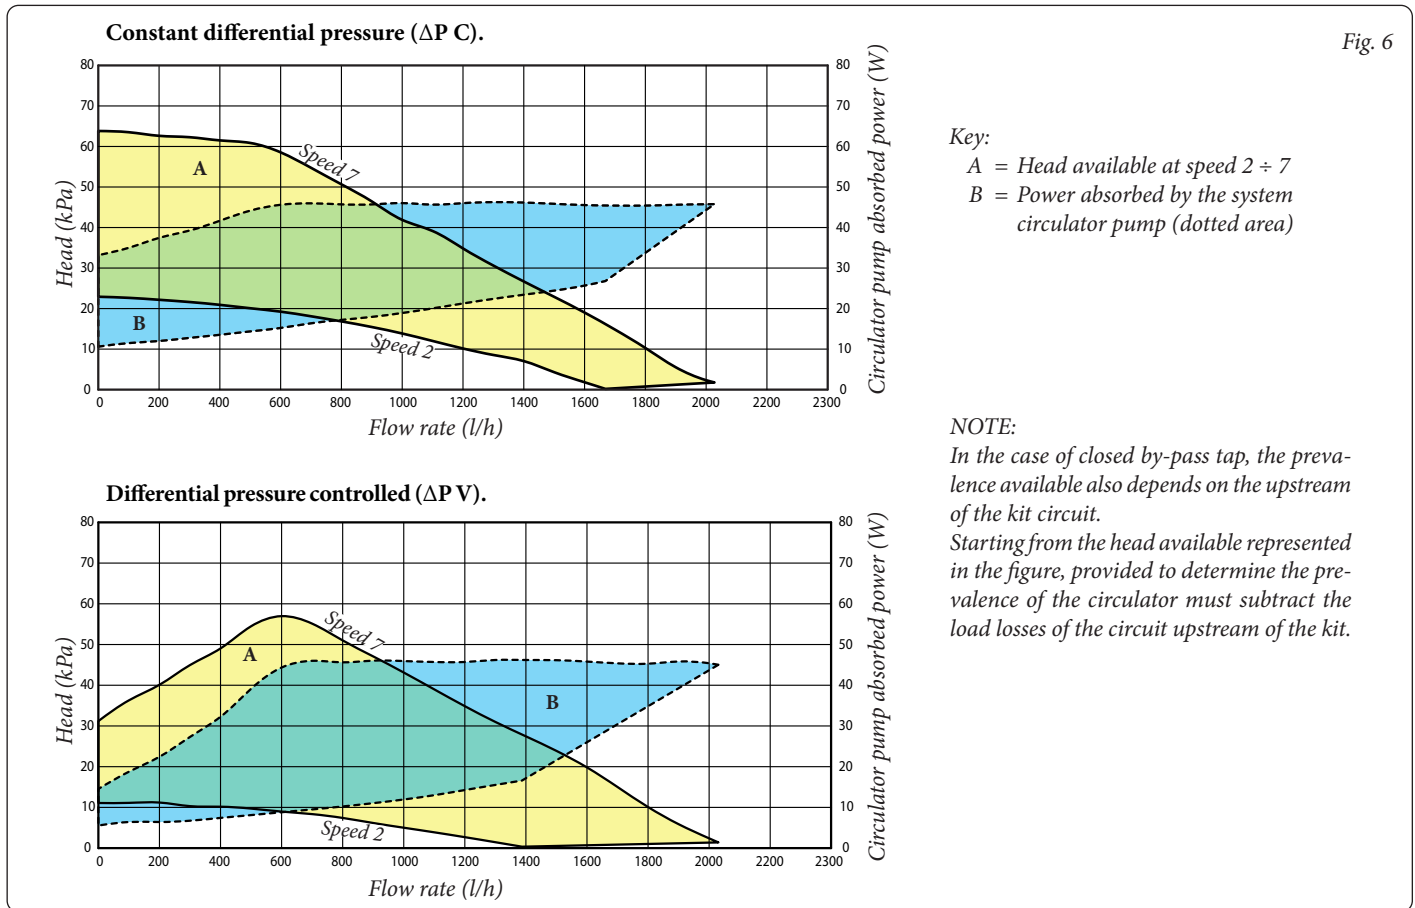 Constant differential pressure (ΔP C).
Fig. 6
80
70
60
50
40
30
20
10
0
Head (kPa)
A
B
Speed 7
Speed 2
80
70
60
50
40
30
20
10
0
Circulator pump absorbed power (W)
0 200 400 600 800 1000 1200 1400 1600 1800 2000 2200 2300
Flow rate (l/h)
Key:
A = Head available at speed 2 ÷ 7
B = Power absorbed by the system
circulator pump (dotted area)
Differential pressure controlled (ΔP V).
80
70
60
50
40
30
20
10
0
Head (kPa)
A
B
Speed 7
Speed 2
80
70
60
50
40
30
20
10
0
Circulator pump absorbed power (W)
0 200 400 600 800 1000 1200 1400 1600 1800 2000 2200 2300
Flow rate (l/h)
NOTE:
In the case of closed by-pass tap, the preva-
lence available also depends on the upstream
of the kit circuit.
Starting from the head available represented
in the figure, provided to determine the pre-
valence of the circulator must subtract the
load losses of the circuit upstream of the kit.